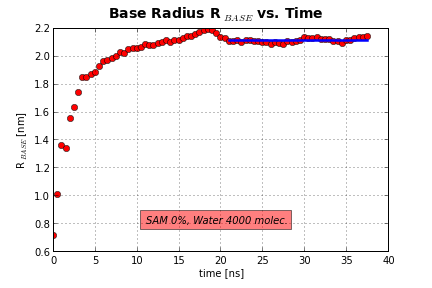 Base Radius R BASE vs. Time
2.2
2.0
1.8
1.6
1.4
1.2
1.0
0.8
0.6
R BASE [nm]
SAM 0%, Water 4000 molec.
0 5 10 15 20 25 30 35 40
time [ns]